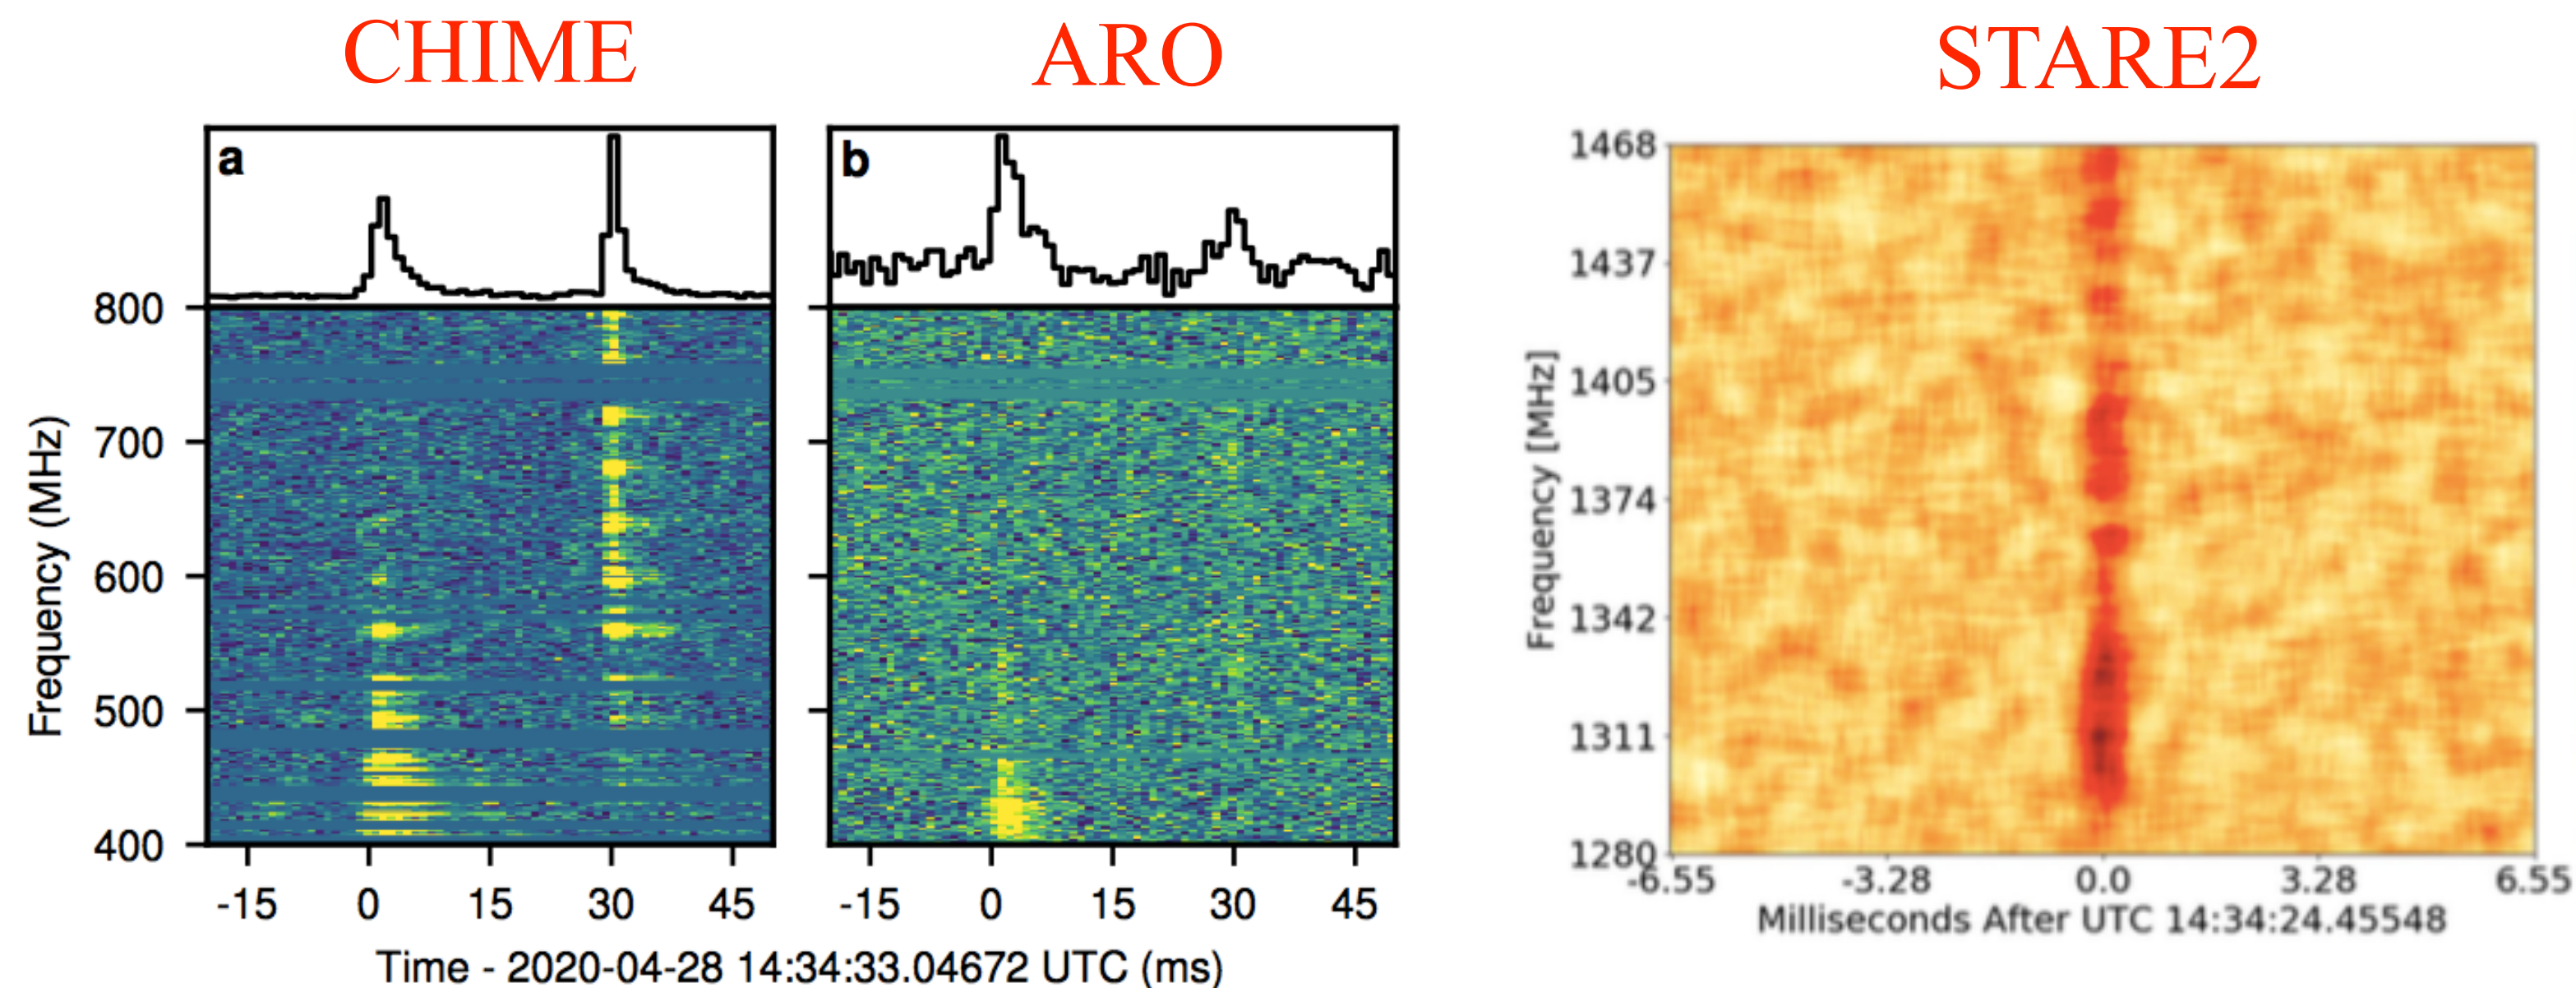 CHIME
ARO
STARE2
a
b
800
700
600
500
400
Frequency (MHz)
-15 0 15 30 45
-15 0 15 30 45
Time - 2020-04-28 14:34:33.04672 UTC (ms)
1468
1437
1405
1374
1342
1311
1280
Frequency [MHz]
-6.55 -3.28 0.0 3.28 6.55
Milliseconds After UTC 14:34:24.45548